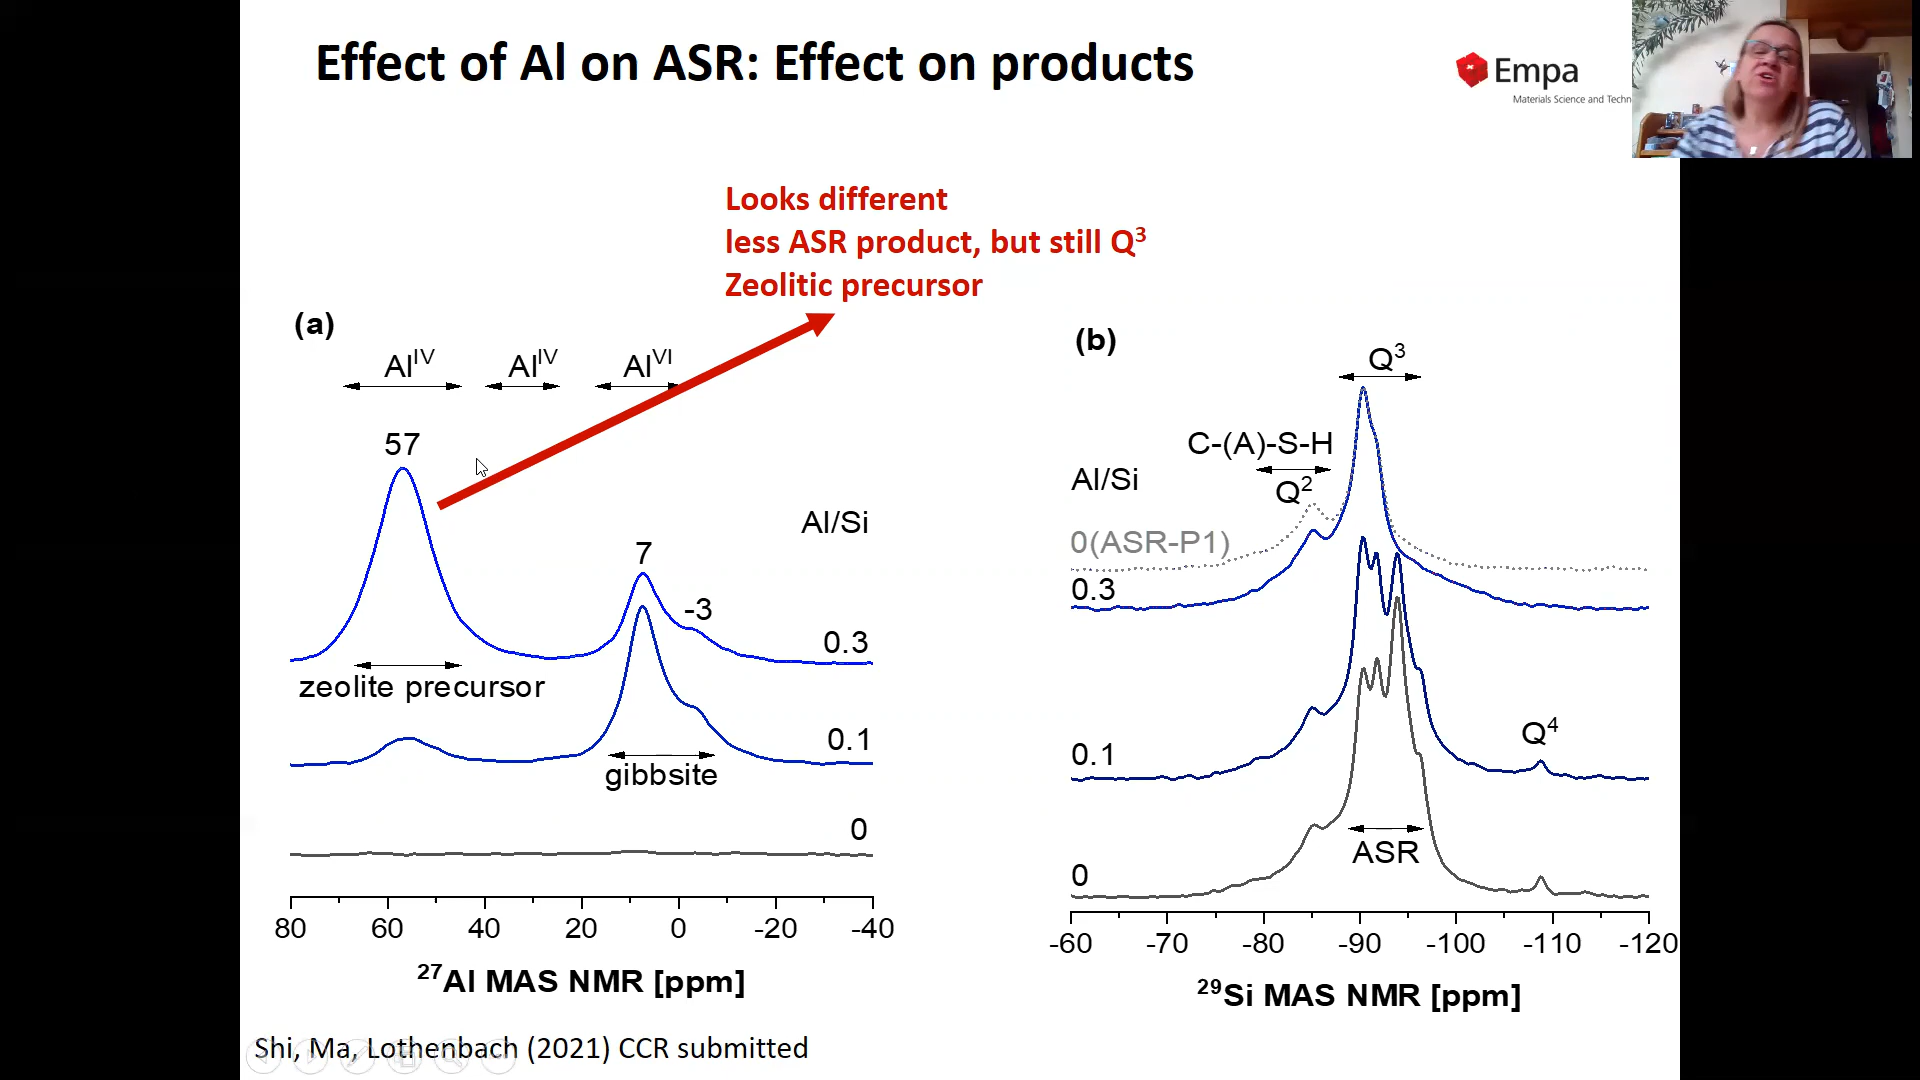 Effect of Al on ASR: Effect on products
Empa
Materials Science and Techn
Looks different
less ASR product, but still Q³
Zeolitic precursor
(a)
Al^IV Al^IV Al^VI
57
7
-3
Al/Si
0.3
zeolite precursor
0.1
gibbsite
0
80 60 40 20 0 -20 -40
²⁷Al MAS NMR [ppm]
(b)
Q³
C-(A)-S-H
Q²
Al/Si
0(ASR-P1)
0.3
0.1
Q⁴
ASR
0
-60 -70 -80 -90 -100 -110 -120
²⁹Si MAS NMR [ppm]
Shi, Ma, Lothenbach (2021) CCR submitted